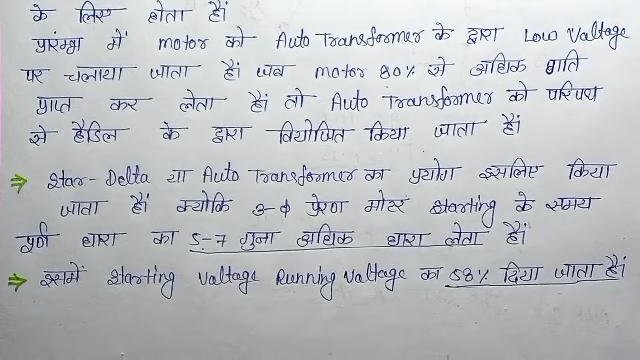 के लिए होता हैं
प्रारंम्भ में motor को Auto Transformer के द्वारा Low Voltage
पर चलाया जाता हैं जब motor 80% से अधिक गति
प्राप्त कर लेता हैं तो Auto Transformer को परिपथ
से हैंडिल के द्वारा वियोजित किया जाता हैं
⇒ Star-Delta या Auto Transformer का प्रयोग इसलिए किया
जाता हैं क्योकि 3-ϕ प्रेरण मोटर Starting के समय
पूर्ण धारा का 5-7 गुना अधिक धारा लेता हैं
⇒ इसमें Starting Voltage Running Voltage का 58% दिया जाता हैं।